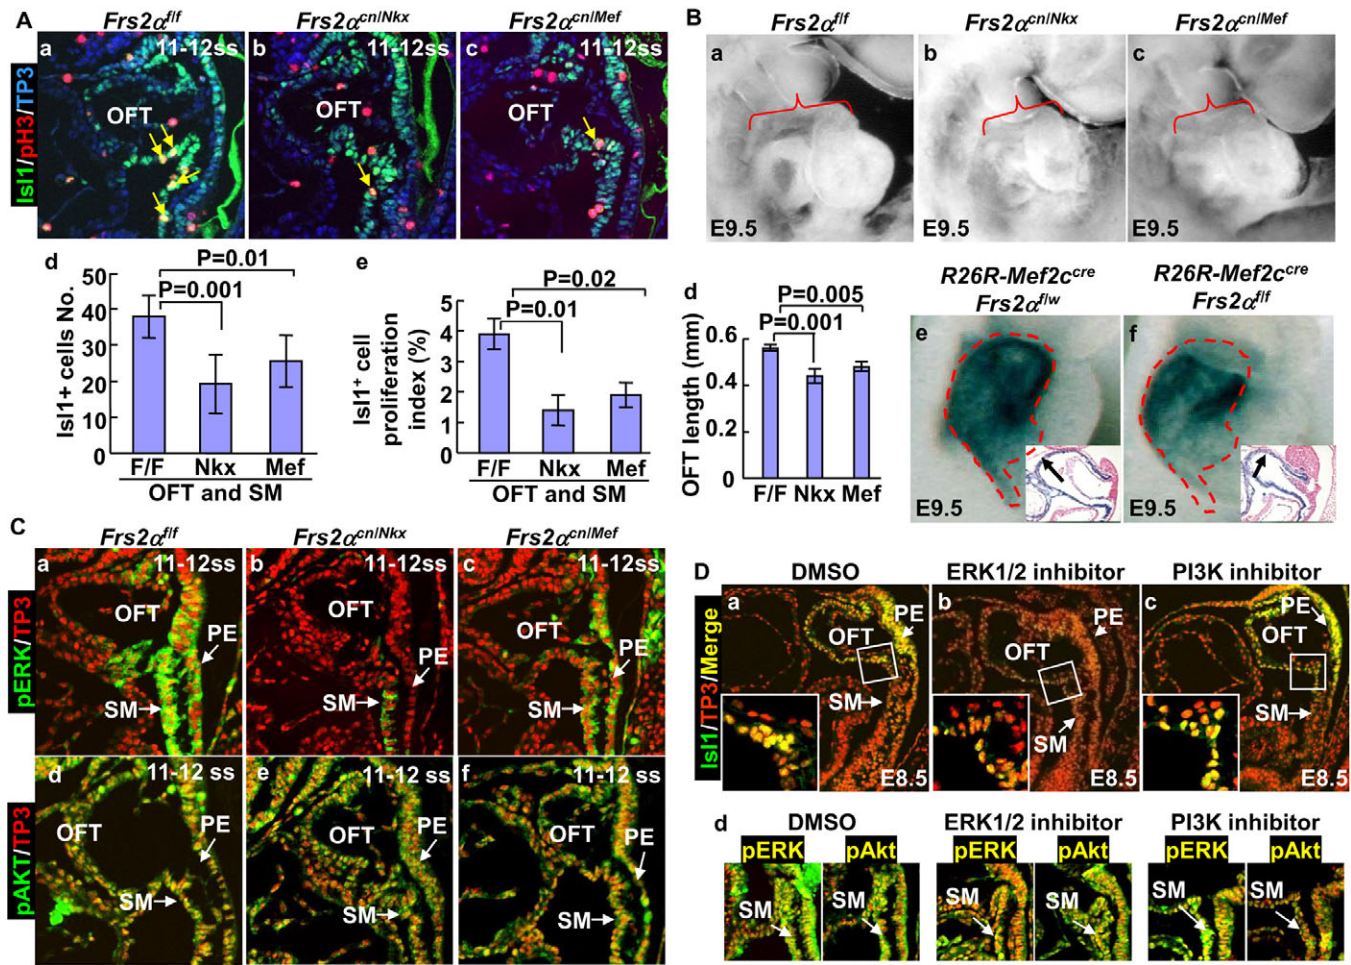 A
Frs2α^f/f Frs2α^cn/Nkx Frs2α^cn/Mef
Isl1/pH3/TP3
a 11-12ss b 11-12ss c 11-12ss
OFT OFT OFT
d
P=0.01
P=0.001
Isl1+ cells No.
50
40
30
20
10
0
F/F Nkx Mef
OFT and SM
e
P=0.02
P=0.01
Isl1⁺ cell
proliferation
index (%)
5
4
3
2
1
0
F/F Nkx Mef
OFT and SM
B
Frs2α^f/f Frs2α^cn/Nkx Frs2α^cn/Mef
a b c
E9.5 E9.5 E9.5
d
P=0.005
P=0.001
OFT length (mm)
0.6
0.4
0.2
0
F/F Nkx Mef
R26R-Mef2c^cre R26R-Mef2c^cre
Frs2α^f/w Frs2α^f/f
e f
E9.5 E9.5
C
Frs2α^f/f Frs2α^cn/Nkx Frs2α^cn/Mef
pERK/TP3
a 11-12ss b 11-12ss c 11-12ss
OFT OFT OFT
PE PE PE
SM SM SM
pAKT/TP3
d 11-12 ss e 11-12 ss f 11-12 ss
OFT OFT OFT
PE PE PE
SM SM SM
D
DMSO ERK1/2 inhibitor PI3K inhibitor
Isl1/TP3/Merge
a b c
PE PE PE
OFT OFT OFT
SM SM SM
E8.5 E8.5
d
DMSO ERK1/2 inhibitor PI3K inhibitor
pERK pAkt pERK pAkt pERK pAkt
SM SM SM